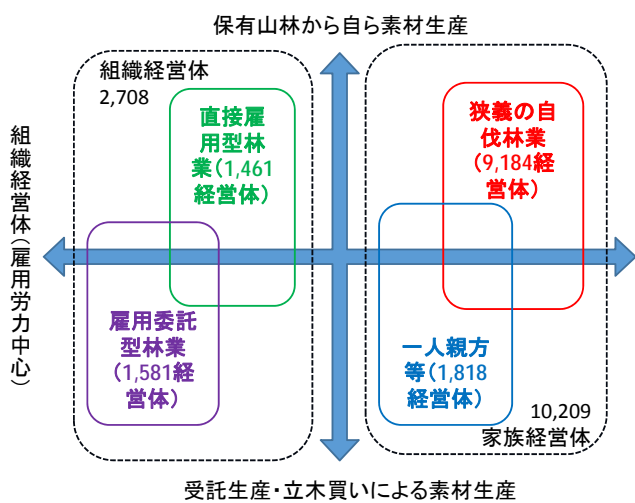 保有山林から自ら素材生産
組織経営体
2,708
直接雇
用型林
業(1,461
経営体)
狭義の自
伐林業
(9,184経
営体)
組織経営体(雇用労力中心)
雇用委託
型林業
(1,581経
営体)
一人親方
等(1,818
経営体)
10,209
家族経営体
受託生産・立木買いによる素材生産